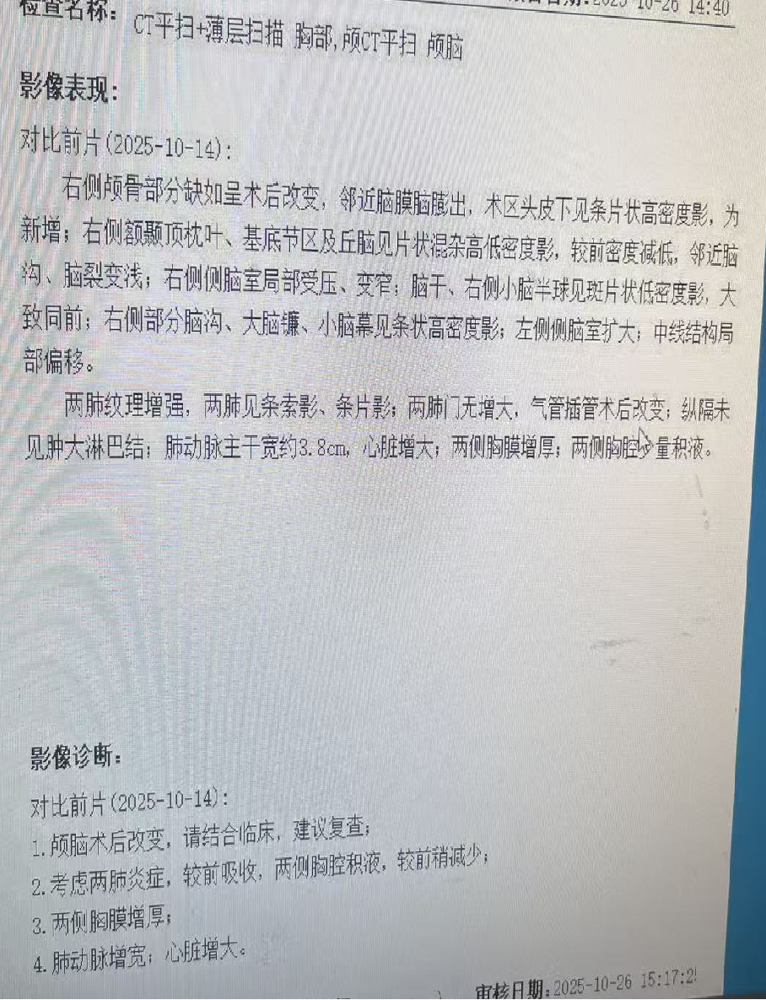 检查名称:
2025-10-26 14:40
CT平扫+薄层扫描 胸部,颅CT平扫 颅脑
影像表现:
对比前片(2025-10-14):
右侧颅骨部分缺如呈术后改变，邻近脑膜脑膨出，术区头皮下见条片状高密度影，为
新增；右侧额颞顶枕叶、基底节区及丘脑见片状混杂高低密度影，较前密度减低，邻近脑
沟、脑裂变浅；右侧侧脑室局部受压、变窄；脑干、右侧小脑半球见斑片状低密度影，大
致同前；右侧部分脑沟、大脑镰、小脑幕见条状高密度影；左侧侧脑室扩大；中线结构局
部偏移。
两肺纹理增强，两肺见条索影、条片影；两肺门无增大，气管插管术后改变；纵隔未
见肿大淋巴结；肺动脉主干宽约3.8cm，心脏增大；两侧胸膜增厚；两侧胸腔少量积液。
影像诊断:
对比前片(2025-10-14):
1.颅脑术后改变，请结合临床，建议复查；
2.考虑两肺炎症，较前吸收，两侧胸腔积液，较前稍减少；
3.两侧胸膜增厚；
4.肺动脉增宽；心脏增大。
审核日期:2025-10-26 15:17:2